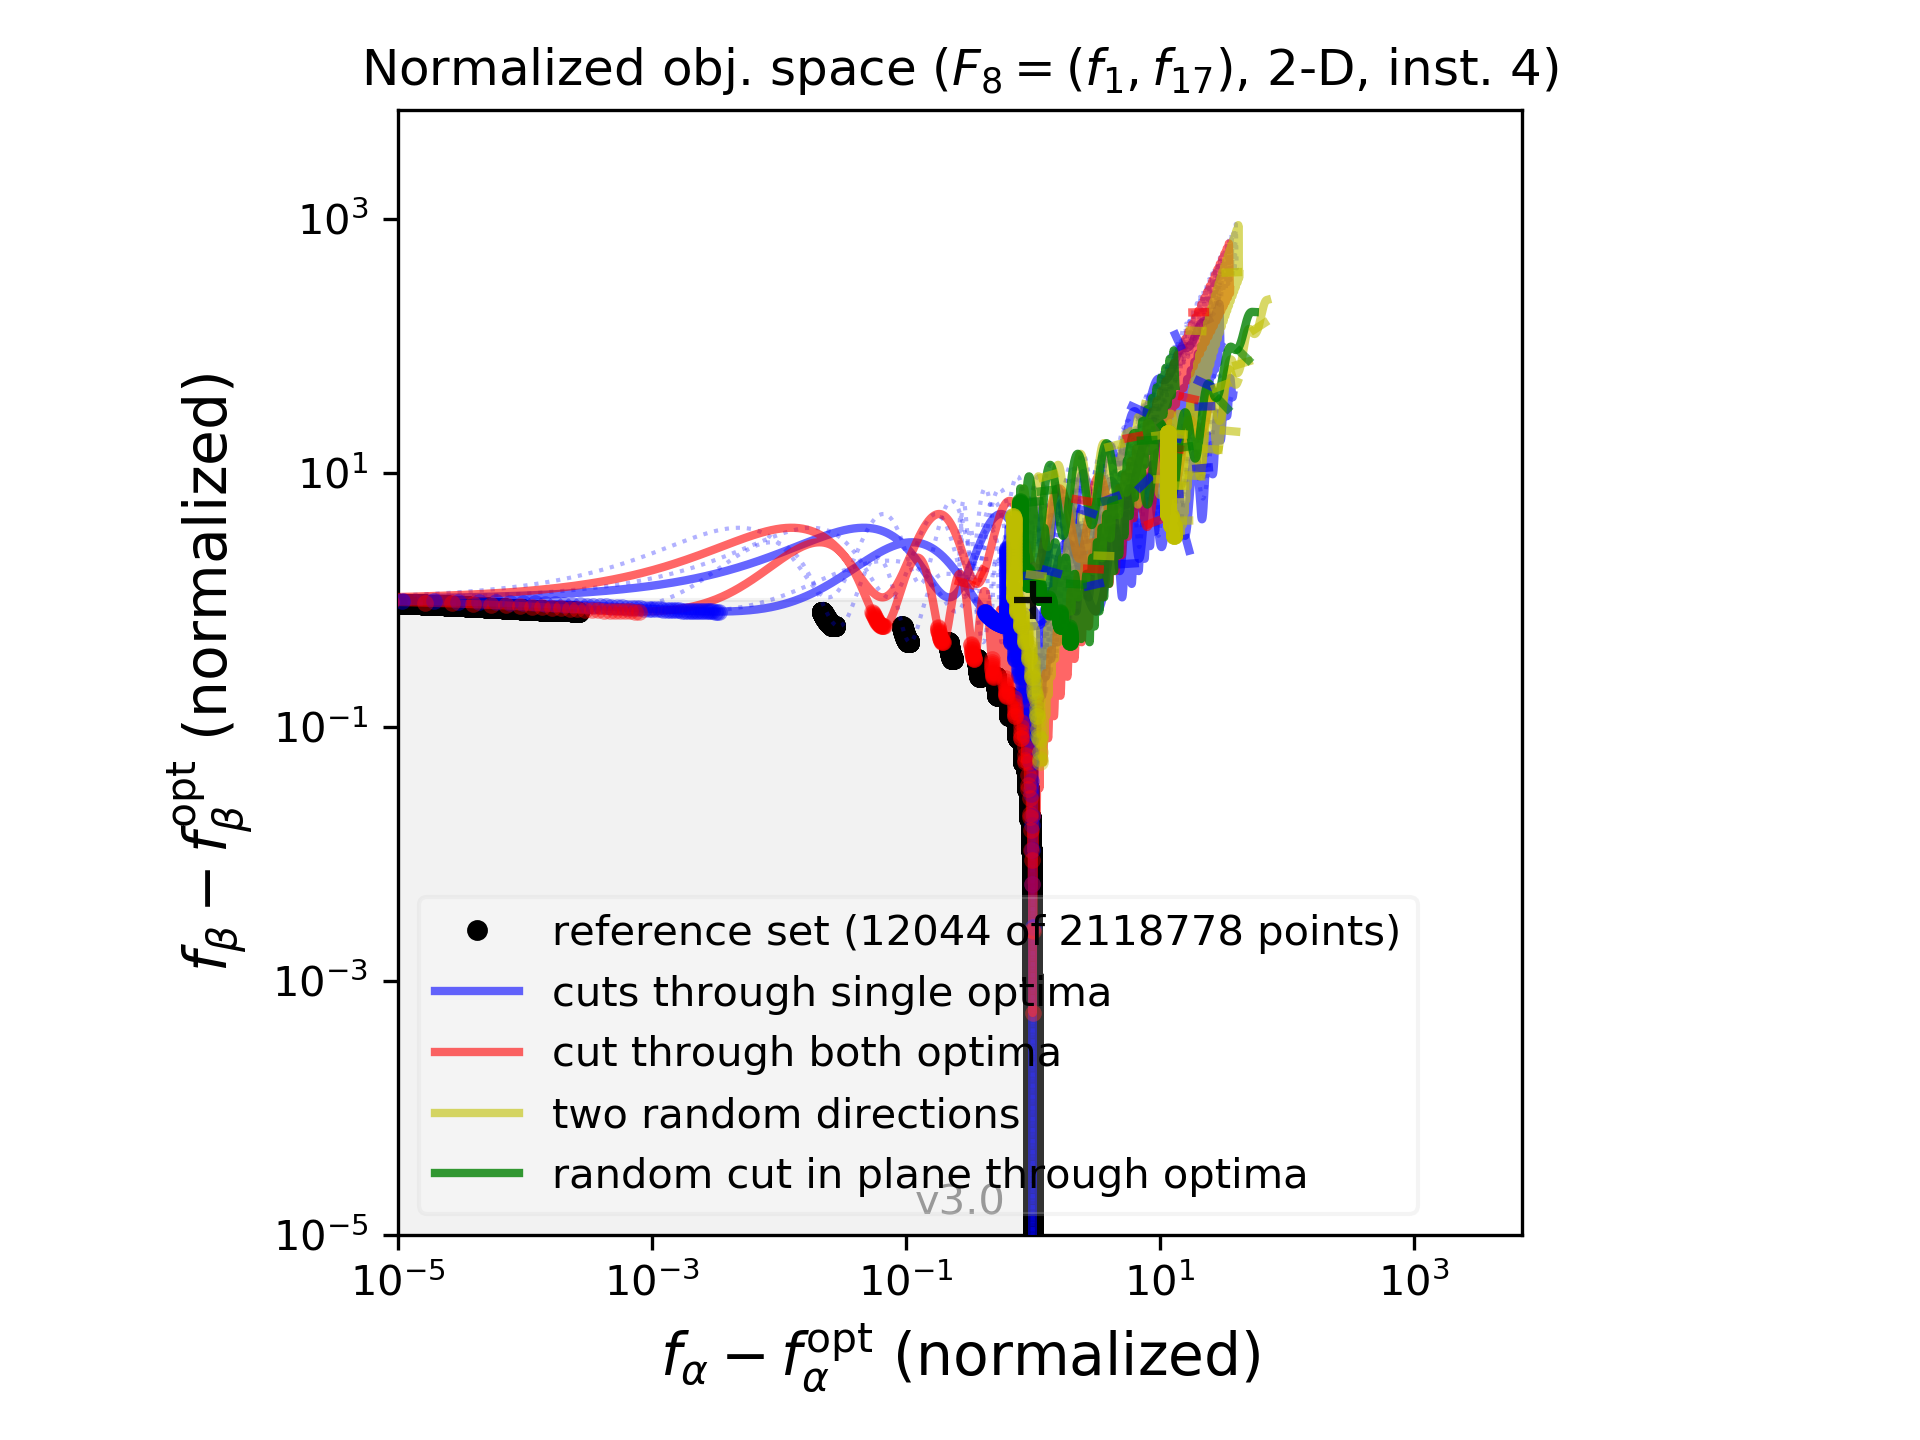 Normalized obj. space (F₈ = (f₁, f₁₇), 2-D, inst. 4)
10³
10¹
10⁻¹
10⁻³
10⁻⁵
f_β − f_β^opt (normalized)
reference set (12044 of 2118778 points)
cuts through single optima
cut through both optima
two random directions
random cut in plane through optima
v3.0
10⁻⁵ 10⁻³ 10⁻¹ 10¹ 10³
f_α − f_α^opt (normalized)